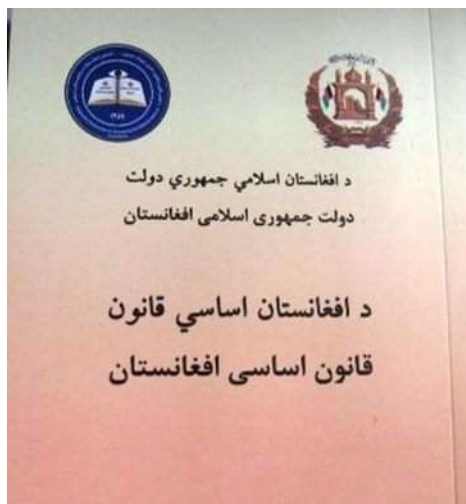 د افغانستان اسلامي جمهوري دولت
دولت جمهوری اسلامی افغانستان
د افغانستان اساسي قانون
قانون اساسی افغانستان